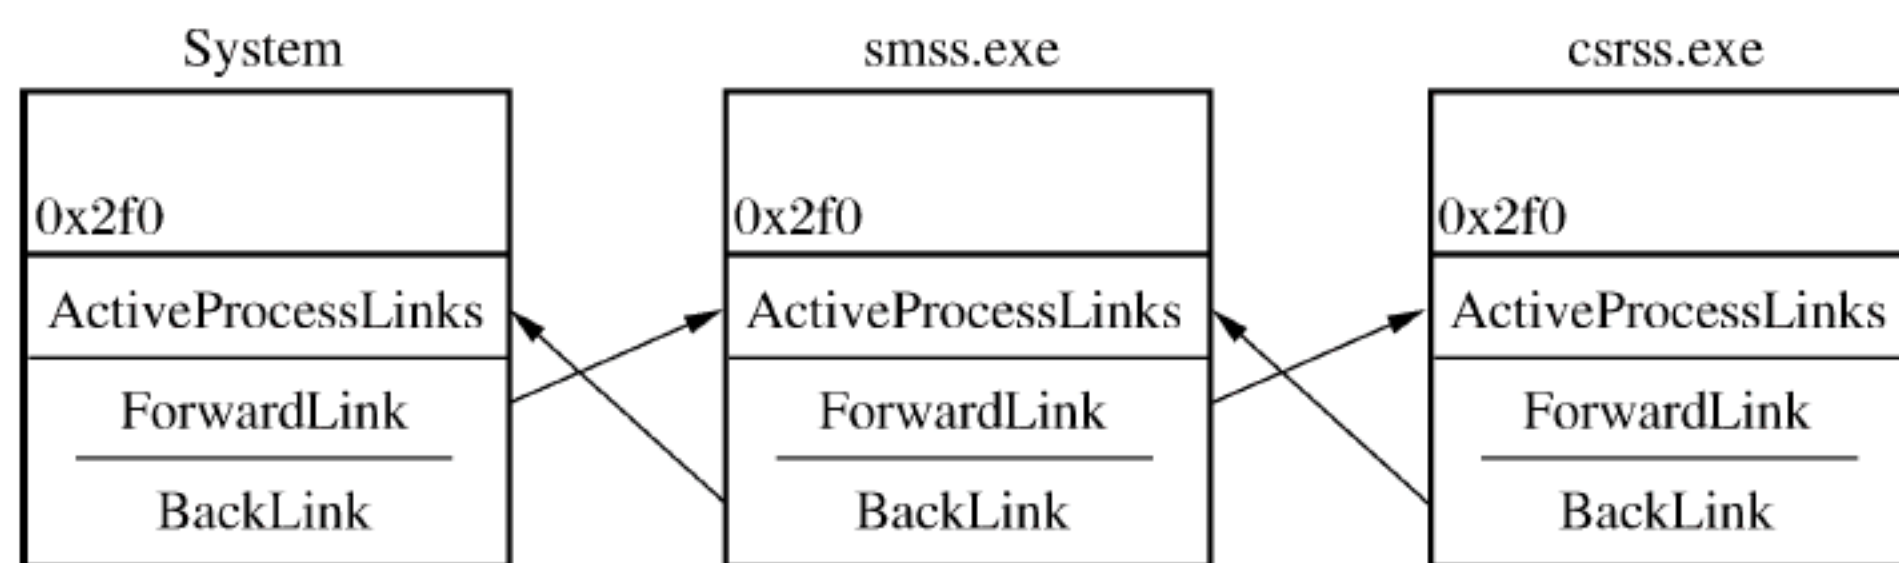 System
0x2f0
ActiveProcessLinks
ForwardLink
BackLink
smss.exe
0x2f0
ActiveProcessLinks
ForwardLink
BackLink
csrss.exe
0x2f0
ActiveProcessLinks
ForwardLink
BackLink